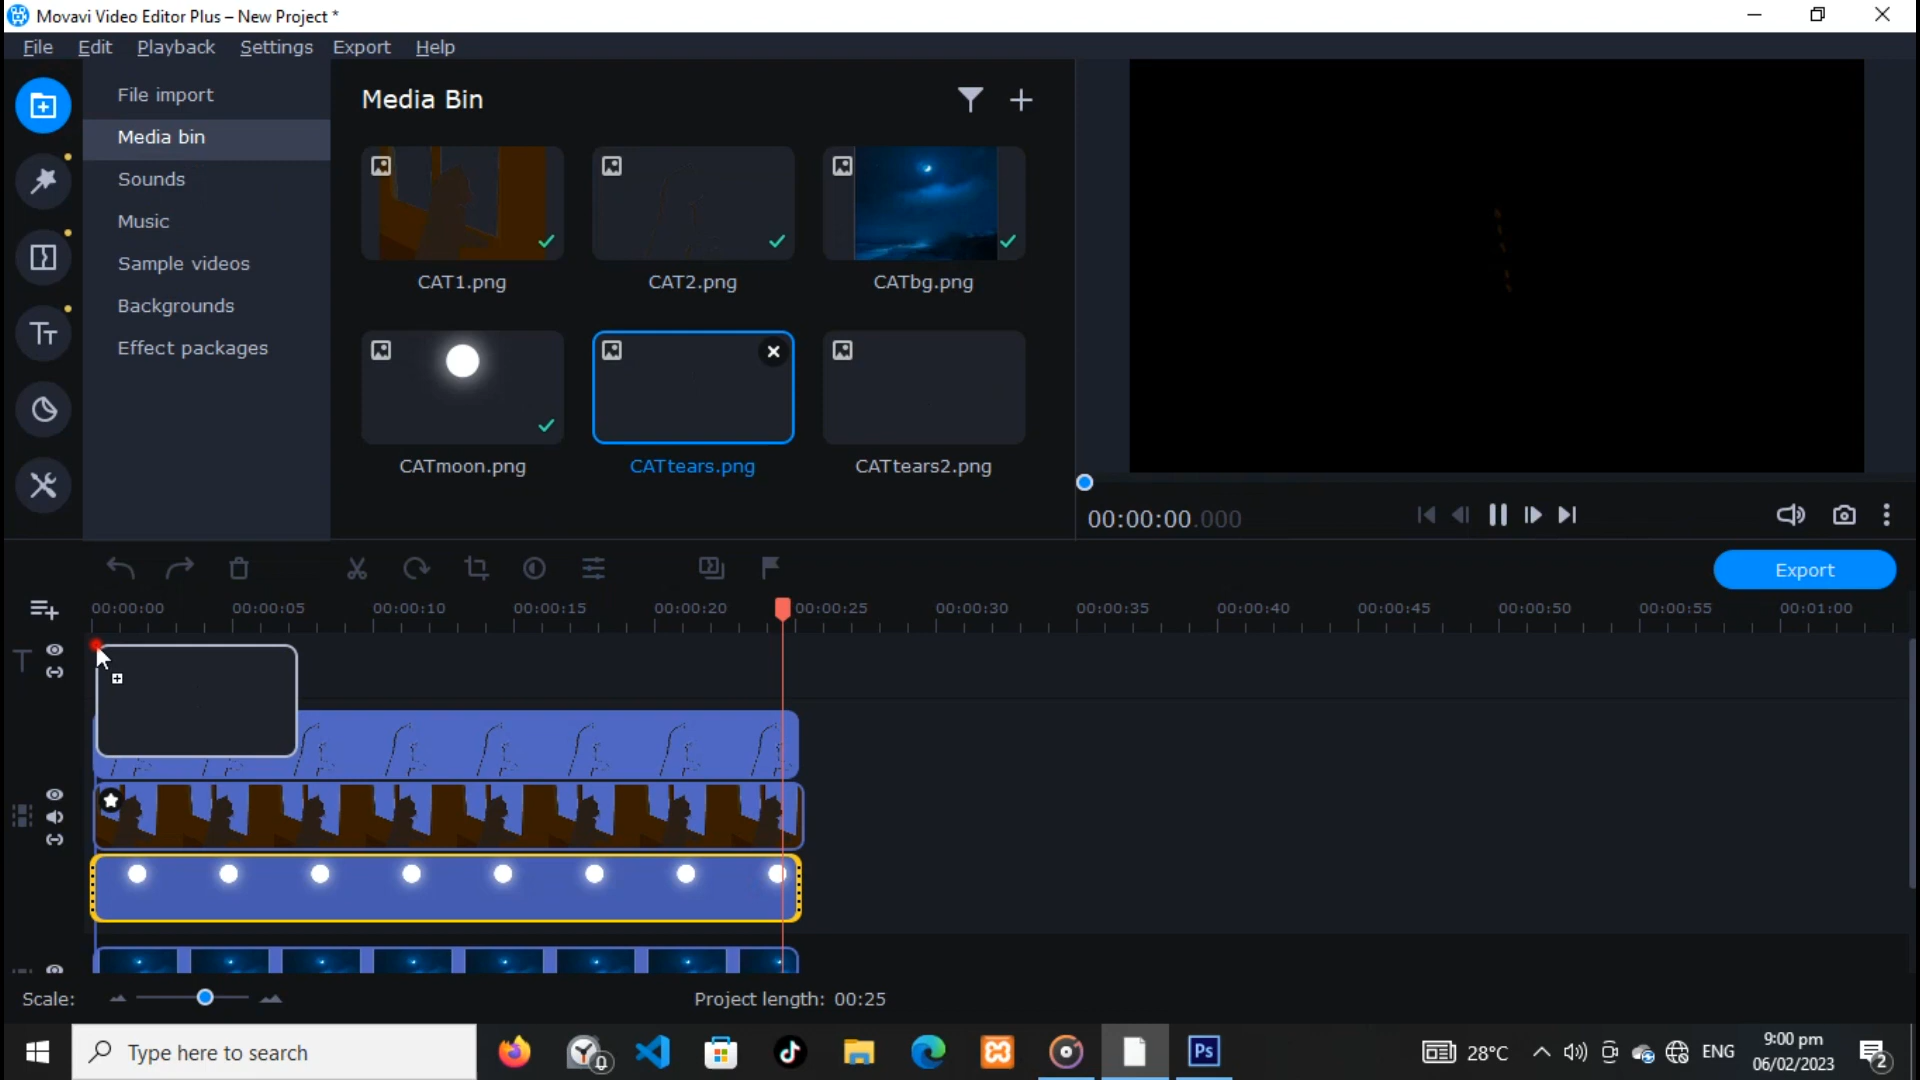 Movavi Video Editor Plus – New Project *
File Edit Playback Settings Export Help
File import
Media bin
Sounds
Music
Sample videos
Backgrounds
Effect packages
Media Bin
CAT1.png CAT2.png CATbg.png
CATmoon.png CATtears.png CATtears2.png
00:00:00.000
Export
00:00:00 00:00:05 00:00:10 00:00:15 00:00:20 00:00:25 00:00:30 00:00:35 00:00:40 00:00:45 00:00:50 00:00:55 00:01:00
Scale: Project length: 00:25
Type here to search
Ps
28°C
ENG
9:00 pm
06/02/2023
2